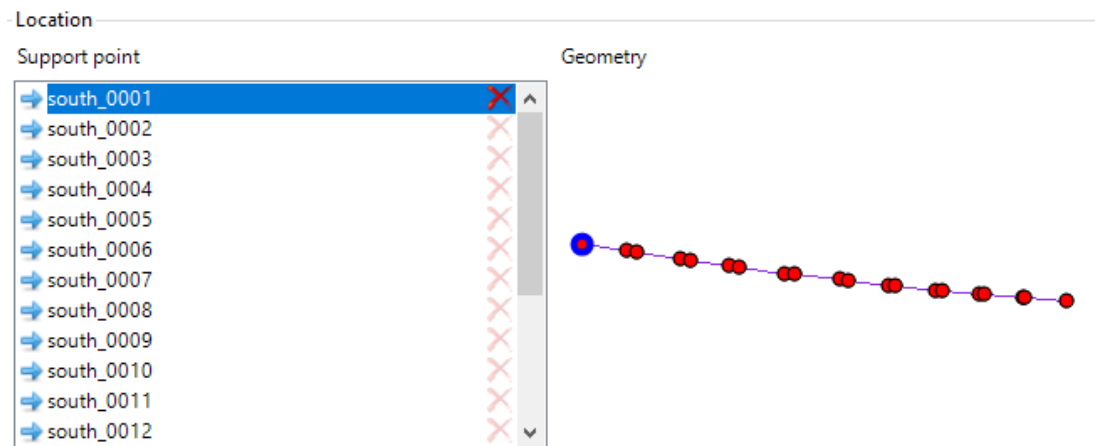 Location
Support point
Geometry
south_0001
south_0002
south_0003
south_0004
south_0005
south_0006
south_0007
south_0008
south_0009
south_0010
south_0011
south_0012